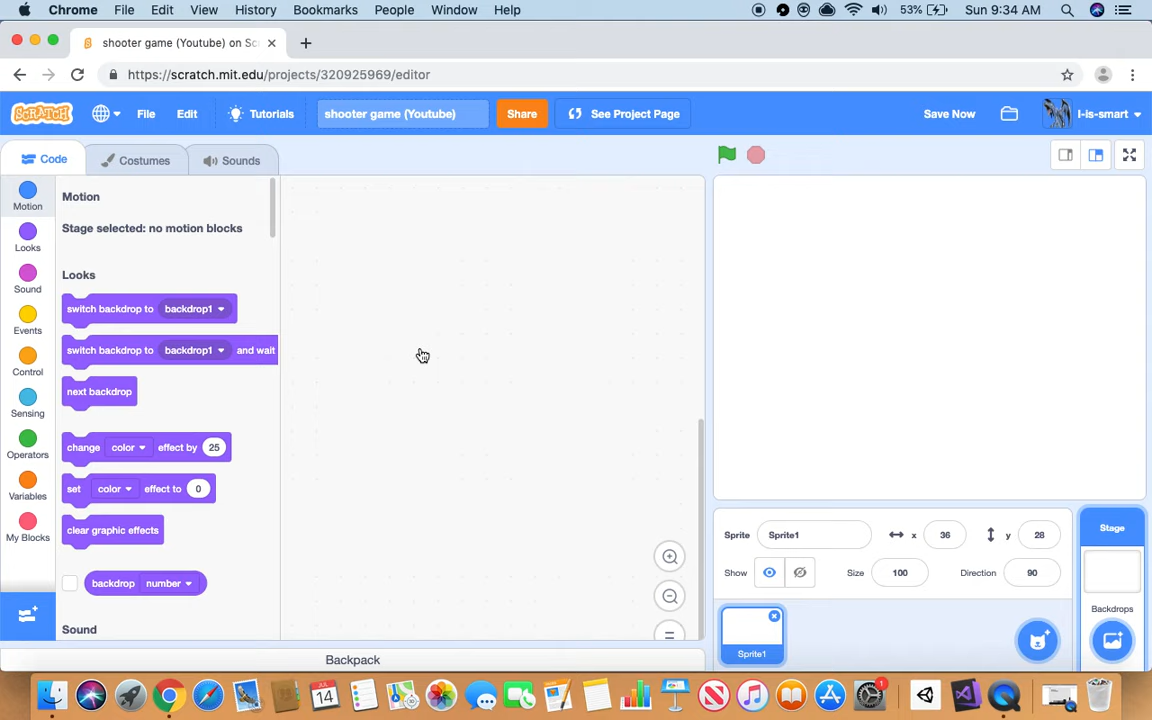 Chrome File Edit View History Bookmarks People Window Help 53% Sun 9:34 AM
shooter game (Youtube) on Sc
https://scratch.mit.edu/projects/320925969/editor
SCRATCH File Edit Tutorials shooter game (Youtube) Share See Project Page Save Now I-is-smart
Code Costumes Sounds
Motion
Looks
Sound
Events
Control
Sensing
Operators
Variables
My Blocks
Motion
Stage selected: no motion blocks
Looks
switch backdrop to backdrop1
switch backdrop to backdrop1 and wait
next backdrop
change color effect by 25
set color effect to 0
clear graphic effects
backdrop number
Sound
Backpack
Sprite Sprite1 x 36 y 28
Show Size 100 Direction 90
Sprite1
Stage
Backdrops
14
1